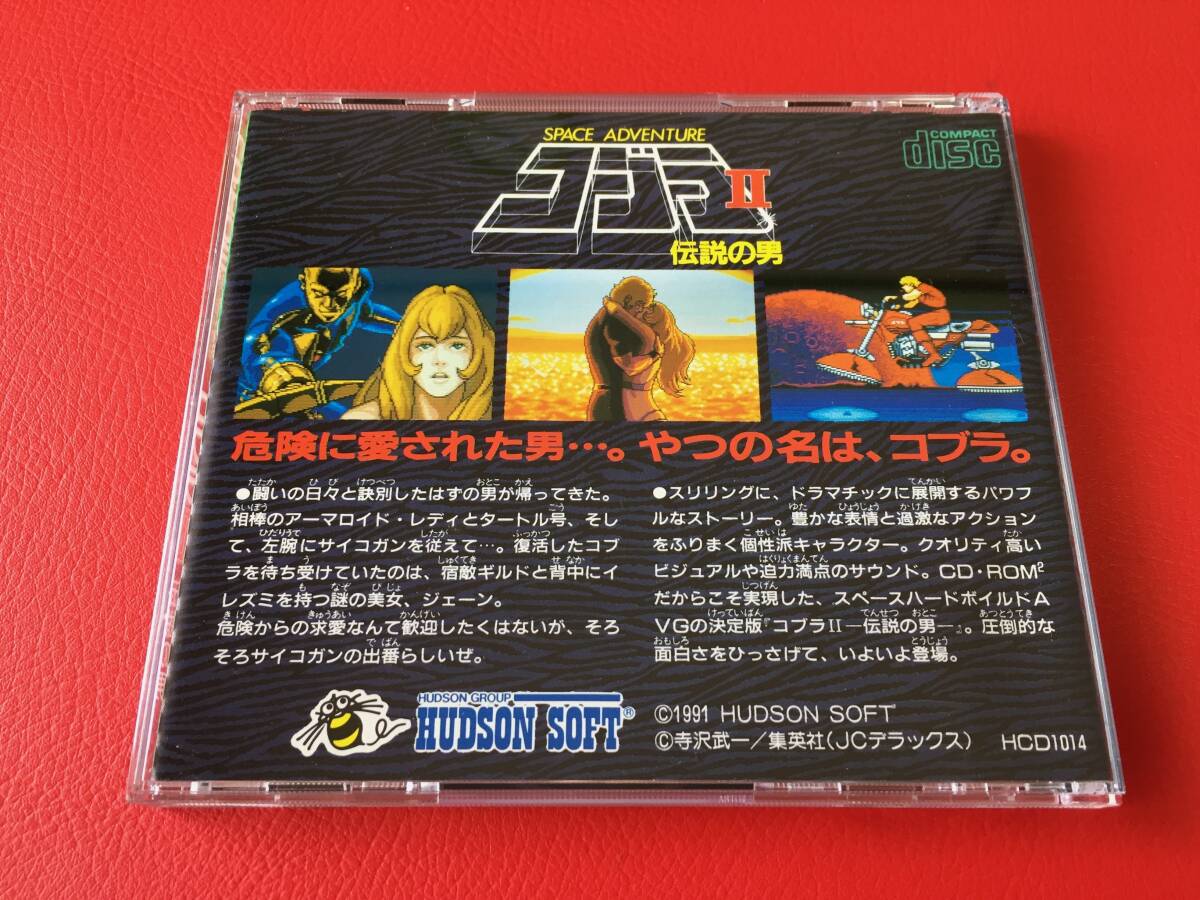 SPACE ADVENTURE
コブラII
伝説の男
COMPACT
disc
危険に愛された男…。やつの名は、コブラ。
●闘いの日々と訣別したはずの男が帰ってきた。
相棒のアーマロイド・レディとタートル号、そし
て、左腕にサイコガンを従えて…。復活したコブ
ラを待ち受けていたのは、宿敵ギルドと背中にイ
レズミを持つ謎の美女、ジェーン。
危険からの求愛なんて歓迎したくはないが、そろ
そろサイコガンの出番らしいぜ。
●スリリングに、ドラマチックに展開するパワフ
ルなストーリー。豊かな表情と過激なアクション
をふりまく個性派キャラクター。クオリティ高い
ビジュアルや迫力満点のサウンド。CD・ROM²
だからこそ実現した、スペースハードボイルドA
VGの決定版『コブラII―伝説の男―』。圧倒的な
面白さをひっさげて、いよいよ登場。
HUDSON GROUP
HUDSON SOFT®
©1991 HUDSON SOFT
©寺沢武一／集英社(JCデラックス)
HCD1014